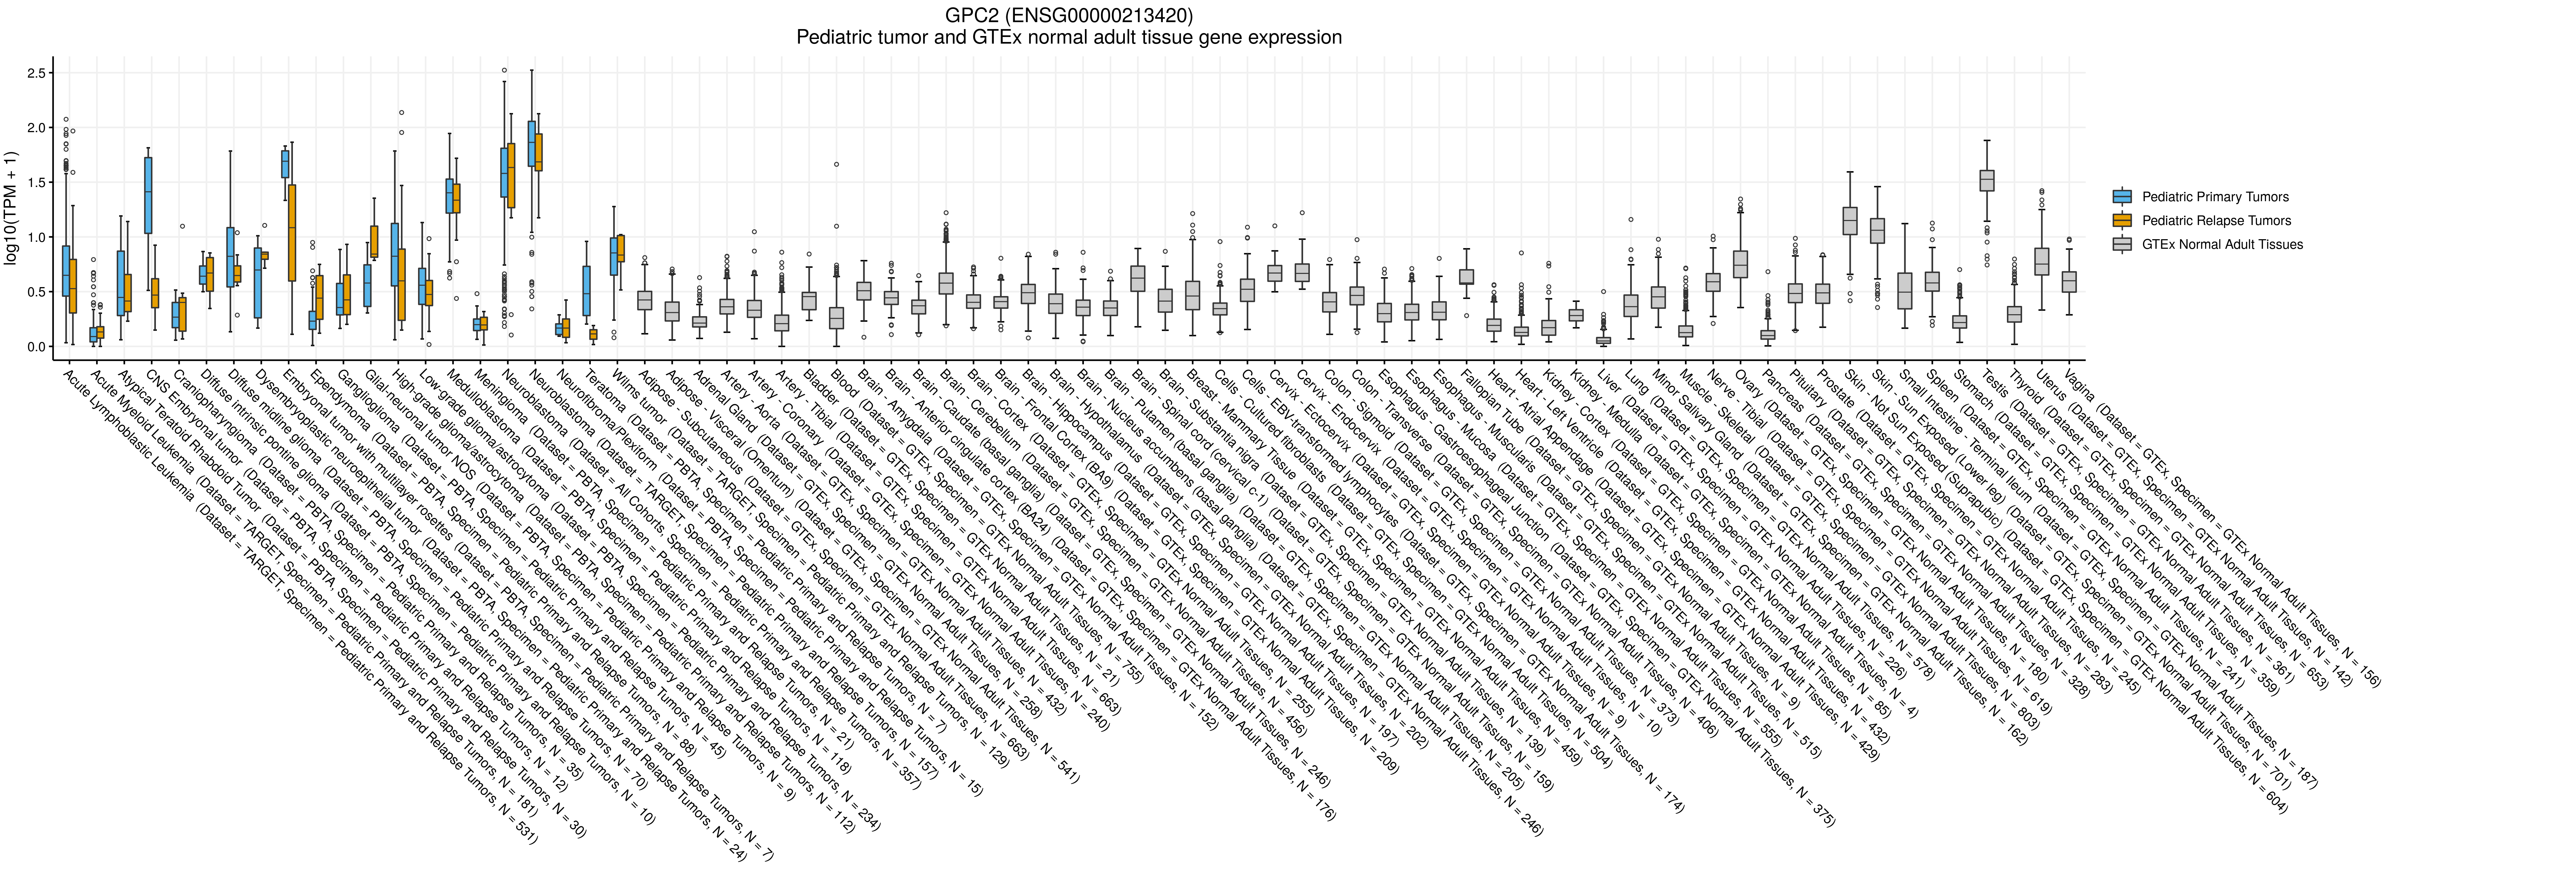 GPC2 (ENSG00000213420)
Pediatric tumor and GTEx normal adult tissue gene expression
log10(TPM + 1)
2.5
2.0
1.5
1.0
0.5
0.0
Pediatric Primary Tumors
Pediatric Relapse Tumors
GTEx Normal Adult Tissues
Acute Lymphoblastic Leukemia (Dataset = TARGET, Specimen = Pediatric Primary and Relapse Tumors, N = 531)
Acute Myeloid Leukemia (Dataset = TARGET, Specimen = Pediatric Primary and Relapse Tumors, N = 181)
Atypical Teratoid Rhabdoid Tumor (Dataset = PBTA, Specimen = Pediatric Primary and Relapse Tumors, N = 30)
CNS Embryonal tumor (Dataset = PBTA, Specimen = Pediatric Primary and Relapse Tumors, N = 12)
Craniopharyngioma (Dataset = PBTA, Specimen = Pediatric Primary and Relapse Tumors, N = 35)
Diffuse intrinsic pontine glioma (Dataset = PBTA, Specimen = Pediatric Primary and Relapse Tumors, N = 10)
Diffuse midline glioma (Dataset = PBTA, Specimen = Pediatric Primary and Relapse Tumors, N = 70)
Dysembryoplastic neuroepithelial tumor (Dataset = PBTA, Specimen = Pediatric Primary and Relapse Tumors, N = 24)
Embryonal tumor with multilayer rosettes (Dataset = PBTA, Specimen = Pediatric Primary and Relapse Tumors, N = 7)
Ependymoma (Dataset = PBTA, Specimen = Pediatric Primary and Relapse Tumors, N = 88)
Ganglioglioma (Dataset = PBTA, Specimen = Pediatric Primary and Relapse Tumors, N = 45)
Glial-neuronal tumor NOS (Dataset = PBTA, Specimen = Pediatric Primary and Relapse Tumors, N = 9)
High-grade glioma/astrocytoma (Dataset = PBTA, Specimen = Pediatric Primary and Relapse Tumors, N = 112)
Low-grade glioma/astrocytoma (Dataset = PBTA, Specimen = Pediatric Primary and Relapse Tumors, N = 234)
Medulloblastoma (Dataset = PBTA, Specimen = Pediatric Primary and Relapse Tumors, N = 118)
Meningioma (Dataset = PBTA, Specimen = Pediatric Primary and Relapse Tumors, N = 21)
Neuroblastoma (Dataset = All Cohorts, Specimen = Pediatric Primary and Relapse Tumors, N = 357)
Neuroblastoma (Dataset = TARGET, Specimen = Pediatric Primary and Relapse Tumors, N = 157)
Neurofibroma/Plexiform (Dataset = PBTA, Specimen = Pediatric Primary and Relapse Tumors, N = 15)
Teratoma (Dataset = PBTA, Specimen = Pediatric Primary and Relapse Tumors, N = 7)
Wilms tumor (Dataset = TARGET, Specimen = Pediatric Primary and Relapse Tumors, N = 129)
Adipose - Subcutaneous (Dataset = GTEx, Specimen = GTEx Normal Adult Tissues, N = 663)
Adipose - Visceral (Omentum) (Dataset = GTEx, Specimen = GTEx Normal Adult Tissues, N = 541)
Adrenal Gland (Dataset = GTEx, Specimen = GTEx Normal Adult Tissues, N = 258)
Artery - Aorta (Dataset = GTEx, Specimen = GTEx Normal Adult Tissues, N = 432)
Artery - Coronary (Dataset = GTEx, Specimen = GTEx Normal Adult Tissues, N = 240)
Artery - Tibial (Dataset = GTEx, Specimen = GTEx Normal Adult Tissues, N = 663)
Bladder (Dataset = GTEx, Specimen = GTEx Normal Adult Tissues, N = 21)
Blood (Dataset = GTEx, Specimen = GTEx Normal Adult Tissues, N = 755)
Brain - Amygdala (Dataset = GTEx, Specimen = GTEx Normal Adult Tissues, N = 152)
Brain - Anterior cingulate cortex (BA24) (Dataset = GTEx, Specimen = GTEx Normal Adult Tissues, N = 176)
Brain - Caudate (basal ganglia) (Dataset = GTEx, Specimen = GTEx Normal Adult Tissues, N = 246)
Brain - Cerebellum (Dataset = GTEx, Specimen = GTEx Normal Adult Tissues, N = 456)
Brain - Cortex (Dataset = GTEx, Specimen = GTEx Normal Adult Tissues, N = 255)
Brain - Frontal Cortex (BA9) (Dataset = GTEx, Specimen = GTEx Normal Adult Tissues, N = 209)
Brain - Hippocampus (Dataset = GTEx, Specimen = GTEx Normal Adult Tissues, N = 197)
Brain - Hypothalamus (Dataset = GTEx, Specimen = GTEx Normal Adult Tissues, N = 202)
Brain - Nucleus accumbens (basal ganglia) (Dataset = GTEx, Specimen = GTEx Normal Adult Tissues, N = 246)
Brain - Putamen (basal ganglia) (Dataset = GTEx, Specimen = GTEx Normal Adult Tissues, N = 205)
Brain - Spinal cord (cervical c-1) (Dataset = GTEx, Specimen = GTEx Normal Adult Tissues, N = 159)
Brain - Substantia nigra (Dataset = GTEx, Specimen = GTEx Normal Adult Tissues, N = 139)
Breast - Mammary Tissue (Dataset = GTEx, Specimen = GTEx Normal Adult Tissues, N = 459)
Cells - Cultured fibroblasts (Dataset = GTEx, Specimen = GTEx Normal Adult Tissues, N = 504)
Cells - EBV-transformed lymphocytes (Dataset = GTEx, Specimen = GTEx Normal Adult Tissues, N = 174)
Cervix - Ectocervix (Dataset = GTEx, Specimen = GTEx Normal Adult Tissues, N = 9)
Cervix - Endocervix (Dataset = GTEx, Specimen = GTEx Normal Adult Tissues, N = 10)
Colon - Sigmoid (Dataset = GTEx, Specimen = GTEx Normal Adult Tissues, N = 373)
Colon - Transverse (Dataset = GTEx, Specimen = GTEx Normal Adult Tissues, N = 406)
Esophagus - Gastroesophageal Junction (Dataset = GTEx, Specimen = GTEx Normal Adult Tissues, N = 375)
Esophagus - Mucosa (Dataset = GTEx, Specimen = GTEx Normal Adult Tissues, N = 555)
Esophagus - Muscularis (Dataset = GTEx, Specimen = GTEx Normal Adult Tissues, N = 515)
Fallopian Tube (Dataset = GTEx, Specimen = GTEx Normal Adult Tissues, N = 9)
Heart - Atrial Appendage (Dataset = GTEx, Specimen = GTEx Normal Adult Tissues, N = 429)
Heart - Left Ventricle (Dataset = GTEx, Specimen = GTEx Normal Adult Tissues, N = 432)
Kidney - Cortex (Dataset = GTEx, Specimen = GTEx Normal Adult Tissues, N = 85)
Kidney - Medulla (Dataset = GTEx, Specimen = GTEx Normal Adult Tissues, N = 4)
Liver (Dataset = GTEx, Specimen = GTEx Normal Adult Tissues, N = 226)
Lung (Dataset = GTEx, Specimen = GTEx Normal Adult Tissues, N = 578)
Minor Salivary Gland (Dataset = GTEx, Specimen = GTEx Normal Adult Tissues, N = 162)
Muscle - Skeletal (Dataset = GTEx, Specimen = GTEx Normal Adult Tissues, N = 803)
Nerve - Tibial (Dataset = GTEx, Specimen = GTEx Normal Adult Tissues, N = 619)
Ovary (Dataset = GTEx, Specimen = GTEx Normal Adult Tissues, N = 180)
Pancreas (Dataset = GTEx, Specimen = GTEx Normal Adult Tissues, N = 328)
Pituitary (Dataset = GTEx, Specimen = GTEx Normal Adult Tissues, N = 283)
Prostate (Dataset = GTEx, Specimen = GTEx Normal Adult Tissues, N = 245)
Skin - Not Sun Exposed (Suprapubic) (Dataset = GTEx, Specimen = GTEx Normal Adult Tissues, N = 604)
Skin - Sun Exposed (Lower leg) (Dataset = GTEx, Specimen = GTEx Normal Adult Tissues, N = 701)
Small Intestine - Terminal Ileum (Dataset = GTEx, Specimen = GTEx Normal Adult Tissues, N = 187)
Spleen (Dataset = GTEx, Specimen = GTEx Normal Adult Tissues, N = 241)
Stomach (Dataset = GTEx, Specimen = GTEx Normal Adult Tissues, N = 359)
Testis (Dataset = GTEx, Specimen = GTEx Normal Adult Tissues, N = 361)
Thyroid (Dataset = GTEx, Specimen = GTEx Normal Adult Tissues, N = 653)
Uterus (Dataset = GTEx, Specimen = GTEx Normal Adult Tissues, N = 142)
Vagina (Dataset = GTEx, Specimen = GTEx Normal Adult Tissues, N = 156)